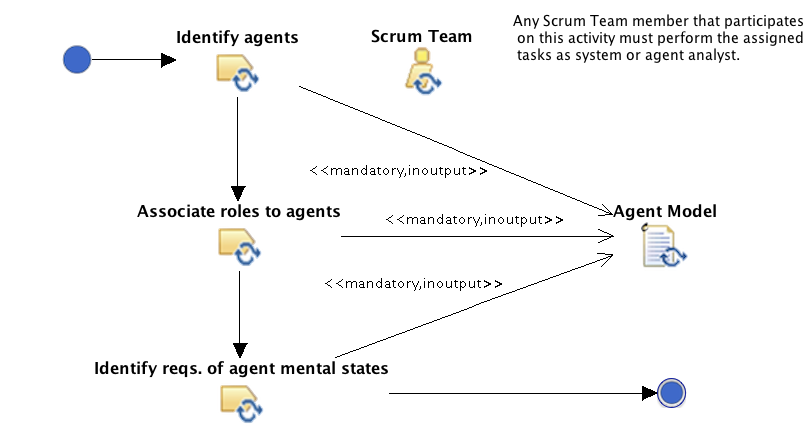 Identify agents
Scrum Team
Any Scrum Team member that participates
on this activity must perform the assigned
tasks as system or agent analyst.
<<mandatory,inoutput>>
Associate roles to agents
<<mandatory,inoutput>>
Agent Model
<<mandatory,inoutput>>
Identify reqs. of agent mental states